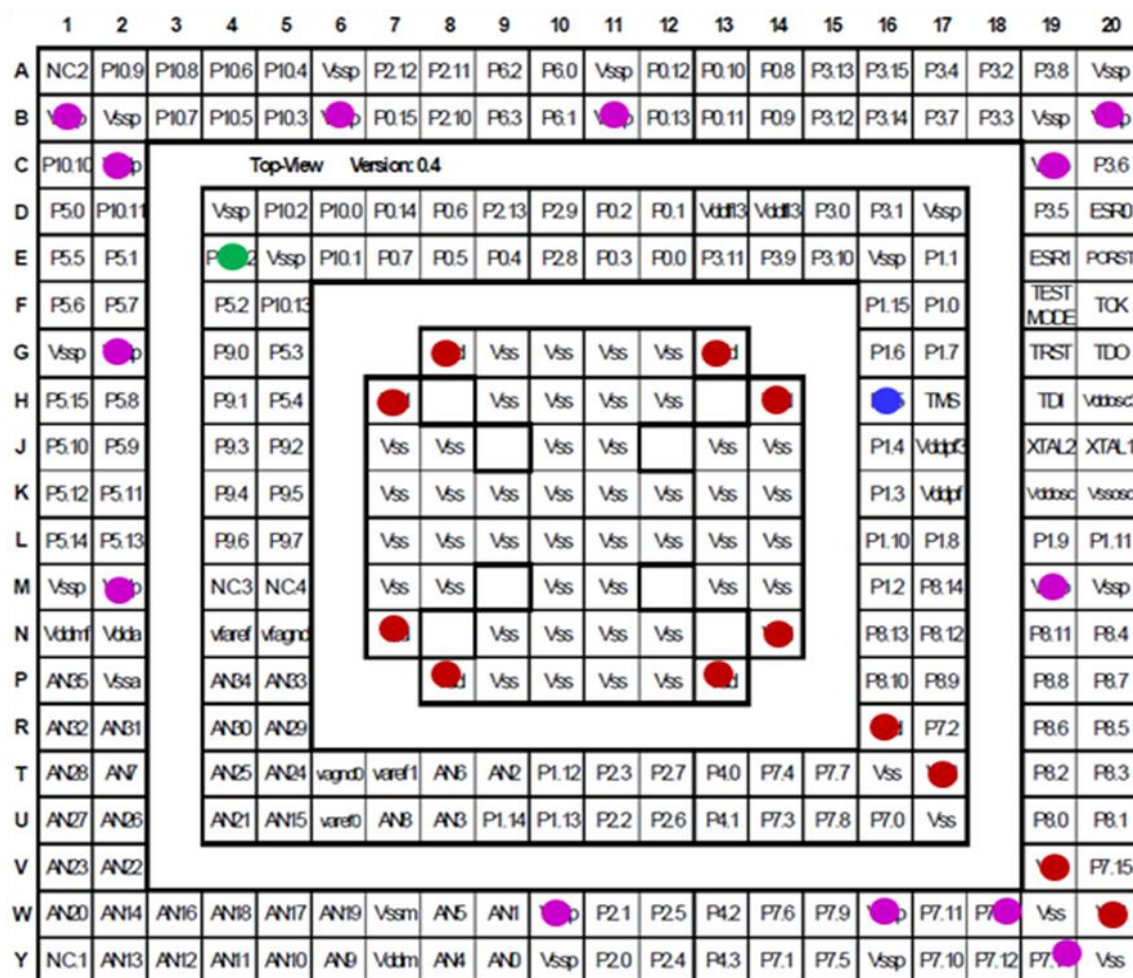 1 2 3 4 5 6 7 8 9 10 11 12 13 14 15 16 17 18 19 20
A NC.2 P10.9 P10.8 P10.6 P10.4 Vssp P2.12 P2.11 P6.2 P6.0 Vssp P0.12 P0.10 P0.8 P3.13 P3.15 P3.4 P3.2 P3.8 Vssp
B Vssp P10.7 P10.5 P10.3 P0.15 P2.10 P6.3 P6.1 P0.13 P0.11 P0.9 P3.12 P3.14 P3.7 P3.3 Vssp
C P10.10 Top-View Version: 0.4 P3.6
D P5.0 P10.11 Vssp P10.2 P10.0 P0.14 P0.6 P2.13 P2.9 P0.2 P0.1 Vddfl3 Vddfl3 P3.0 P3.1 Vssp P3.5 ESR0
E P5.5 P5.1 Vssp P10.1 P0.7 P0.5 P0.4 P2.8 P0.3 P0.0 P3.11 P3.9 P3.10 Vssp P1.1 ESR1 PORST
F P5.6 P5.7 P5.2 P10.13 P1.15 P1.0 TEST MODE TCK
G Vssp P9.0 P5.3 Vss Vss Vss Vss P1.6 P1.7 TRST TDO
H P5.15 P5.8 P9.1 P5.4 Vss Vss Vss Vss TMS TDI Vddosc3
J P5.10 P5.9 P9.3 P9.2 Vss Vss Vss Vss Vss Vss P1.4 Vddpf3 XTAL2 XTAL1
K P5.12 P5.11 P9.4 P9.5 Vss Vss Vss Vss Vss Vss Vss Vss P1.3 Vddpf Vddosc Vssosc
L P5.14 P5.13 P9.6 P9.7 Vss Vss Vss Vss Vss Vss Vss Vss P1.10 P1.8 P1.9 P1.11
M Vssp NC.3 NC.4 Vss Vss Vss Vss Vss Vss P1.2 P8.14 Vssp
N Vddmf Vdda vfaref vfagnd Vss Vss Vss Vss P8.13 P8.12 P8.11 P8.4
P AN35 Vssa AN34 AN33 Vss Vss Vss Vss P8.10 P8.9 P8.8 P8.7
R AN32 AN31 AN30 AN29 P7.2 P8.6 P8.5
T AN28 AN7 AN25 AN24 vagnd0 varef1 AN6 AN2 P1.12 P2.3 P2.7 P4.0 P7.4 P7.7 Vss P8.2 P8.3
U AN27 AN26 AN21 AN15 varef0 AN8 AN3 P1.14 P1.13 P2.2 P2.6 P4.1 P7.3 P7.8 P7.0 Vss P8.0 P8.1
V AN23 AN22 P7.15
W AN20 AN14 AN16 AN18 AN17 AN19 Vssm AN5 AN1 P2.1 P2.5 P4.2 P7.6 P7.9 P7.11 Vss
Y NC.1 AN13 AN12 AN11 AN10 AN9 Vddm AN4 AN0 Vssp P2.0 P2.4 P4.3 P7.1 P7.5 Vssp P7.10 P7.12 Vss